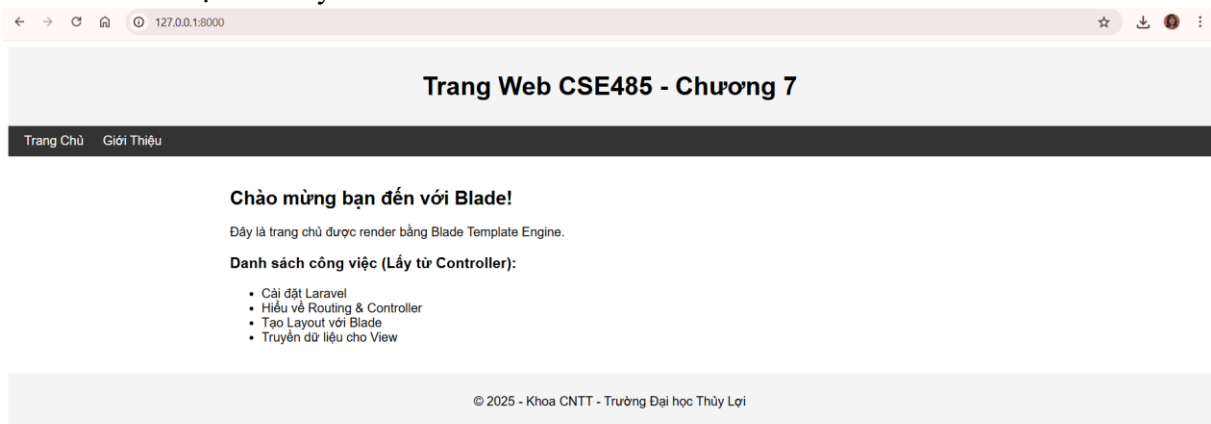 127.0.0.1:8000
Trang Web CSE485 - Chương 7
Trang Chủ Giới Thiệu
Chào mừng bạn đến với Blade!
Đây là trang chủ được render bằng Blade Template Engine.
Danh sách công việc (Lấy từ Controller):
• Cài đặt Laravel
• Hiểu về Routing & Controller
• Tạo Layout với Blade
• Truyền dữ liệu cho View
© 2025 - Khoa CNTT - Trường Đại học Thủy Lợi